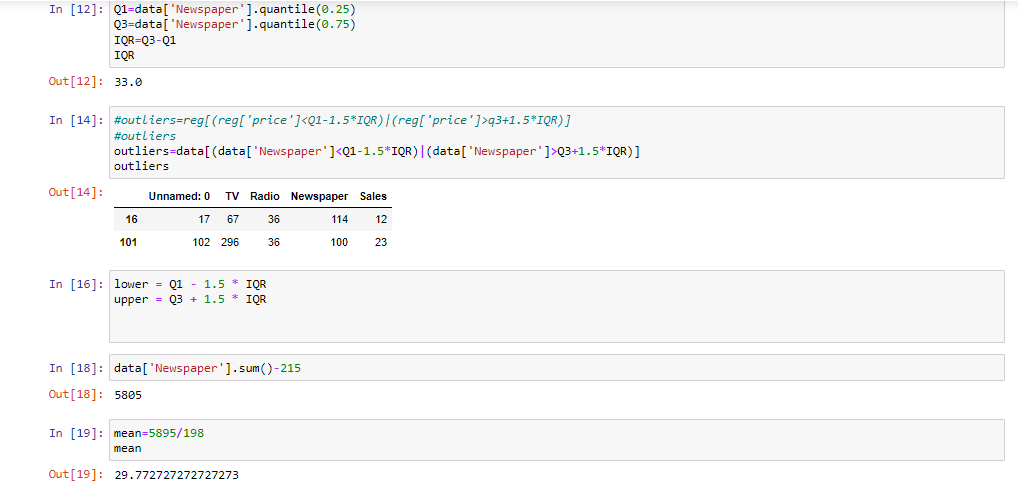 In [12]: Q1=data['Newspaper'].quantile(0.25)
Q3=data['Newspaper'].quantile(0.75)
IQR=Q3-Q1
IQR
Out[12]: 33.0
In [14]: #outliers=reg[(reg['price']<Q1-1.5*IQR)|(reg['price']>q3+1.5*IQR)]
#outliers
outliers=data[(data['Newspaper']<Q1-1.5*IQR)|(data['Newspaper']>Q3+1.5*IQR)]
outliers
Out[14]:
Unnamed: 0 TV Radio Newspaper Sales
16 17 67 36 114 12
101 102 296 36 100 23
In [16]: lower = Q1 - 1.5 * IQR
upper = Q3 + 1.5 * IQR
In [18]: data['Newspaper'].sum()-215
Out[18]: 5805
In [19]: mean=5895/198
mean
Out[19]: 29.772727272727273